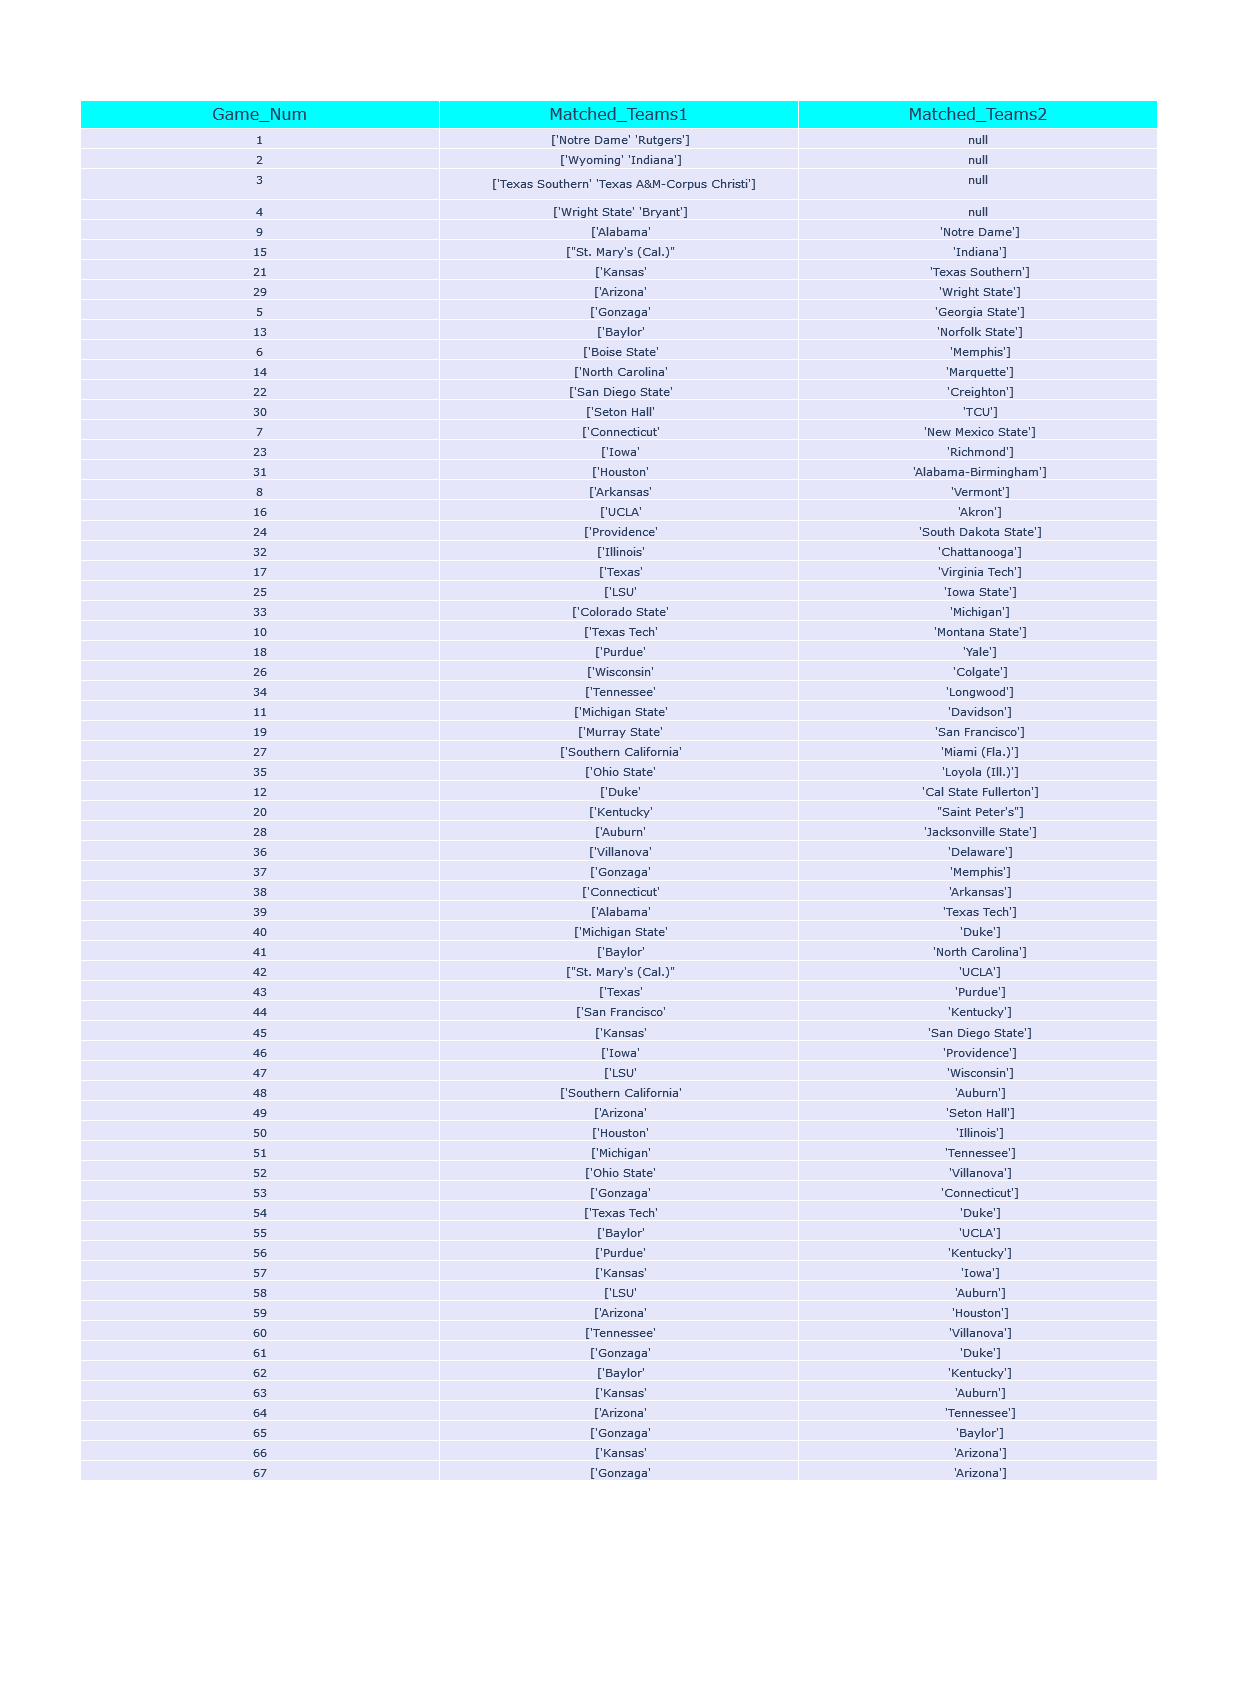 Game_Num Matched_Teams1 Matched_Teams2
1 ['Notre Dame' 'Rutgers'] null
2 ['Wyoming' 'Indiana'] null
3 ['Texas Southern' 'Texas A&M-Corpus Christi'] null
4 ['Wright State' 'Bryant'] null
9 ['Alabama' 'Notre Dame']
15 ["St. Mary's (Cal.)" 'Indiana']
21 ['Kansas' 'Texas Southern']
29 ['Arizona' 'Wright State']
5 ['Gonzaga' 'Georgia State']
13 ['Baylor' 'Norfolk State']
6 ['Boise State' 'Memphis']
14 ['North Carolina' 'Marquette']
22 ['San Diego State' 'Creighton']
30 ['Seton Hall' 'TCU']
7 ['Connecticut' 'New Mexico State']
23 ['Iowa' 'Richmond']
31 ['Houston' 'Alabama-Birmingham']
8 ['Arkansas' 'Vermont']
16 ['UCLA' 'Akron']
24 ['Providence' 'South Dakota State']
32 ['Illinois' 'Chattanooga']
17 ['Texas' 'Virginia Tech']
25 ['LSU' 'Iowa State']
33 ['Colorado State' 'Michigan']
10 ['Texas Tech' 'Montana State']
18 ['Purdue' 'Yale']
26 ['Wisconsin' 'Colgate']
34 ['Tennessee' 'Longwood']
11 ['Michigan State' 'Davidson']
19 ['Murray State' 'San Francisco']
27 ['Southern California' 'Miami (Fla.)']
35 ['Ohio State' 'Loyola (Ill.)']
12 ['Duke' 'Cal State Fullerton']
20 ['Kentucky' "Saint Peter's"]
28 ['Auburn' 'Jacksonville State']
36 ['Villanova' 'Delaware']
37 ['Gonzaga' 'Memphis']
38 ['Connecticut' 'Arkansas']
39 ['Alabama' 'Texas Tech']
40 ['Michigan State' 'Duke']
41 ['Baylor' 'North Carolina']
42 ["St. Mary's (Cal.)" 'UCLA']
43 ['Texas' 'Purdue']
44 ['San Francisco' 'Kentucky']
45 ['Kansas' 'San Diego State']
46 ['Iowa' 'Providence']
47 ['LSU' 'Wisconsin']
48 ['Southern California' 'Auburn']
49 ['Arizona' 'Seton Hall']
50 ['Houston' 'Illinois']
51 ['Michigan' 'Tennessee']
52 ['Ohio State' 'Villanova']
53 ['Gonzaga' 'Connecticut']
54 ['Texas Tech' 'Duke']
55 ['Baylor' 'UCLA']
56 ['Purdue' 'Kentucky']
57 ['Kansas' 'Iowa']
58 ['LSU' 'Auburn']
59 ['Arizona' 'Houston']
60 ['Tennessee' 'Villanova']
61 ['Gonzaga' 'Duke']
62 ['Baylor' 'Kentucky']
63 ['Kansas' 'Auburn']
64 ['Arizona' 'Tennessee']
65 ['Gonzaga' 'Baylor']
66 ['Kansas' 'Arizona']
67 ['Gonzaga' 'Arizona']